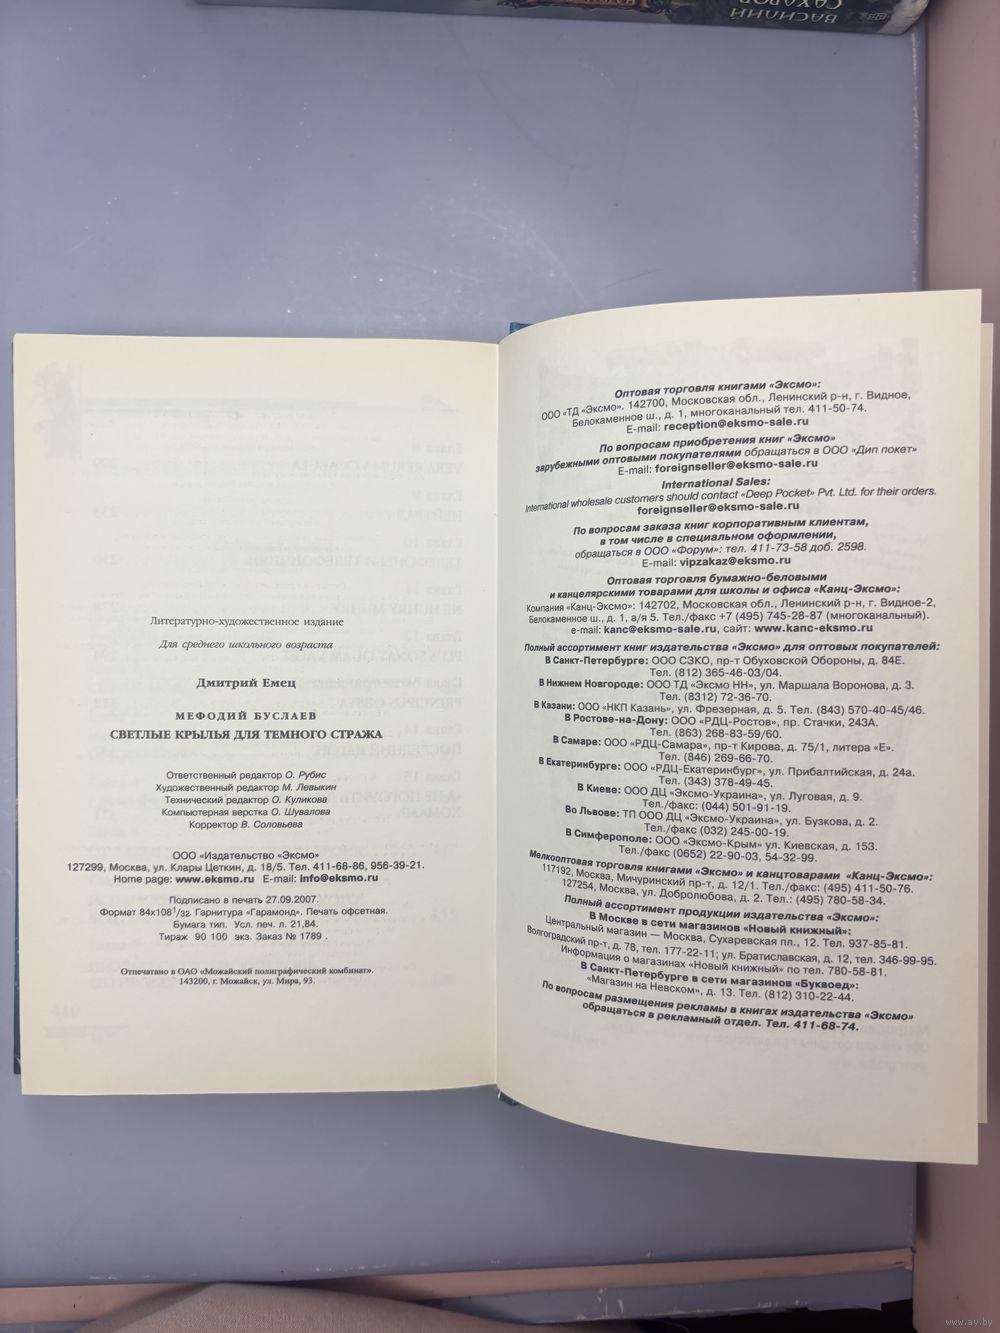 ВАСИЛИЙ
САХАРОВ
Литературно-художественное издание
Для среднего школьного возраста
Дмитрий Емец
МЕФОДИЙ БУСЛАЕВ
СВЕТЛЫЕ КРЫЛЬЯ ДЛЯ ТЕМНОГО СТРАЖА
Ответственный редактор О. Рубис
Художественный редактор М. Левыкин
Технический редактор О. Куликова
Компьютерная верстка О. Шувалова
Корректор В. Соловьева
ООО «Издательство «Эксмо»
127299, Москва, ул. Клары Цеткин, д. 18/5. Тел. 411-68-86, 956-39-21.
Home page: www.eksmo.ru E-mail: info@eksmo.ru
Подписано в печать 27.09.2007.
Формат 84x108 1/32. Гарнитура «Гарамонд». Печать офсетная.
Бумага тип. Усл. печ. л. 21,84.
Тираж 90 100 экз. Заказ № 1789 .
Отпечатано в ОАО «Можайский полиграфический комбинат».
143200, г. Можайск, ул. Мира, 93.
Оптовая торговля книгами «Эксмо»:
ООО «ТД «Эксмо». 142700, Московская обл., Ленинский р-н, г. Видное,
Белокаменное ш., д. 1, многоканальный тел. 411-50-74.
E-mail: reception@eksmo-sale.ru
По вопросам приобретения книг «Эксмо»
зарубежными оптовыми покупателями обращаться в ООО «Дип покет»
E-mail: foreignseller@eksmo-sale.ru
International Sales:
International wholesale customers should contact «Deep Pocket» Pvt. Ltd. for their orders.
foreignseller@eksmo-sale.ru
По вопросам заказа книг корпоративным клиентам,
в том числе в специальном оформлении,
обращаться в ООО «Форум»: тел. 411-73-58 доб. 2598.
E-mail: vipzakaz@eksmo.ru
Оптовая торговля бумажно-беловыми
и канцелярскими товарами для школы и офиса «Канц-Эксмо»:
Компания «Канц-Эксмо»: 142702, Московская обл., Ленинский р-н, г. Видное-2,
Белокаменное ш., д. 1, а/я 5. Тел./факс +7 (495) 745-28-87 (многоканальный).
e-mail: kanc@eksmo-sale.ru, сайт: www.kanc-eksmo.ru
Полный ассортимент книг издательства «Эксмо» для оптовых покупателей:
В Санкт-Петербурге: ООО СЗКО, пр-т Обуховской Обороны, д. 84Е.
Тел. (812) 365-46-03/04.
В Нижнем Новгороде: ООО ТД «Эксмо НН», ул. Маршала Воронова, д. 3.
Тел. (8312) 72-36-70.
В Казани: ООО «НКП Казань», ул. Фрезерная, д. 5. Тел. (843) 570-40-45/46.
В Ростове-на-Дону: ООО «РДЦ-Ростов», пр. Стачки, 243А.
Тел. (863) 268-83-59/60.
В Самаре: ООО «РДЦ-Самара», пр-т Кирова, д. 75/1, литера «Е».
Тел. (846) 269-66-70.
В Екатеринбурге: ООО «РДЦ-Екатеринбург», ул. Прибалтийская, д. 24а.
Тел. (343) 378-49-45.
В Киеве: ООО ДЦ «Эксмо-Украина», ул. Луговая, д. 9.
Тел./факс: (044) 501-91-19.
Во Львове: ТП ООО ДЦ «Эксмо-Украина», ул. Бузкова, д. 2.
Тел./факс (032) 245-00-19.
В Симферополе: ООО «Эксмо-Крым» ул. Киевская, д. 153.
Тел./факс (0652) 22-90-03, 54-32-99.
Мелкооптовая торговля книгами «Эксмо» и канцтоварами «Канц-Эксмо»:
117192, Москва, Мичуринский пр-т, д. 12/1. Тел./факс: (495) 411-50-76.
127254, Москва, ул. Добролюбова, д. 2. Тел.: (495) 780-58-34.
Полный ассортимент продукции издательства «Эксмо»:
В Москве в сети магазинов «Новый книжный»:
Центральный магазин — Москва, Сухаревская пл., 12. Тел. 937-85-81.
Волгоградский пр-т, д. 78, тел. 177-22-11; ул. Братиславская, д. 12, тел. 346-99-95.
Информация о магазинах «Новый книжный» по тел. 780-58-81.
В Санкт-Петербурге в сети магазинов «Буквоед»:
«Магазин на Невском», д. 13. Тел. (812) 310-22-44.
По вопросам размещения рекламы в книгах издательства «Эксмо»
обращаться в рекламный отдел. Тел. 411-68-74.
www.ay.by